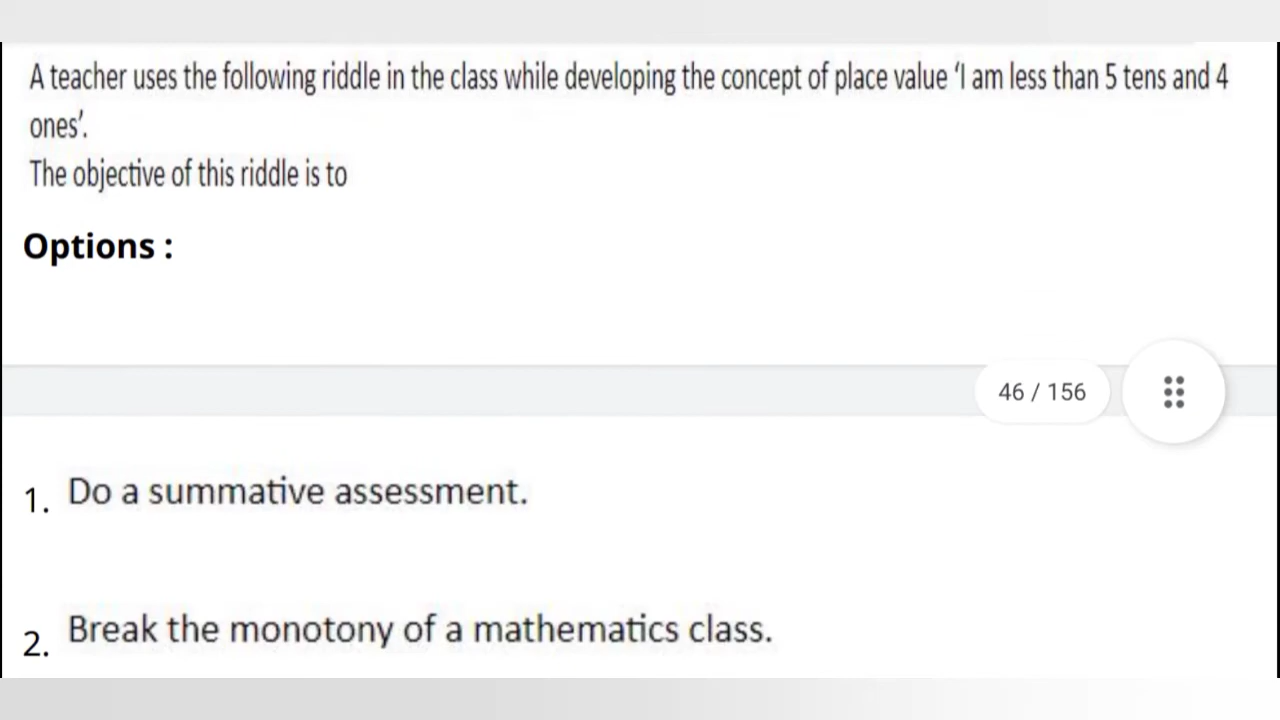 A teacher uses the following riddle in the class while developing the concept of place value ‘I am less than 5 tens and 4
ones’.
The objective of this riddle is to
Options :
46 / 156
1. Do a summative assessment.
2. Break the monotony of a mathematics class.